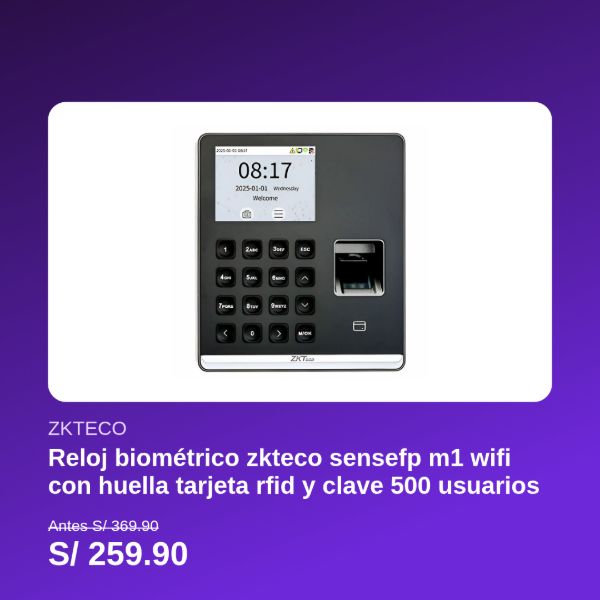 2025-01-01 08:17
08:17
2025-01-01 Wednesday
Welcome
1 2ABC 3DEF ESC
4GHI 5JKL 6MNO
7PQRS 8TUV 9WXYZ
0 M/OK
ZKTeco
ZKTECO
Reloj biométrico zkteco sensefp m1 wifi
con huella tarjeta rfid y clave 500 usuarios
Antes S/ 369.90
S/ 259.90